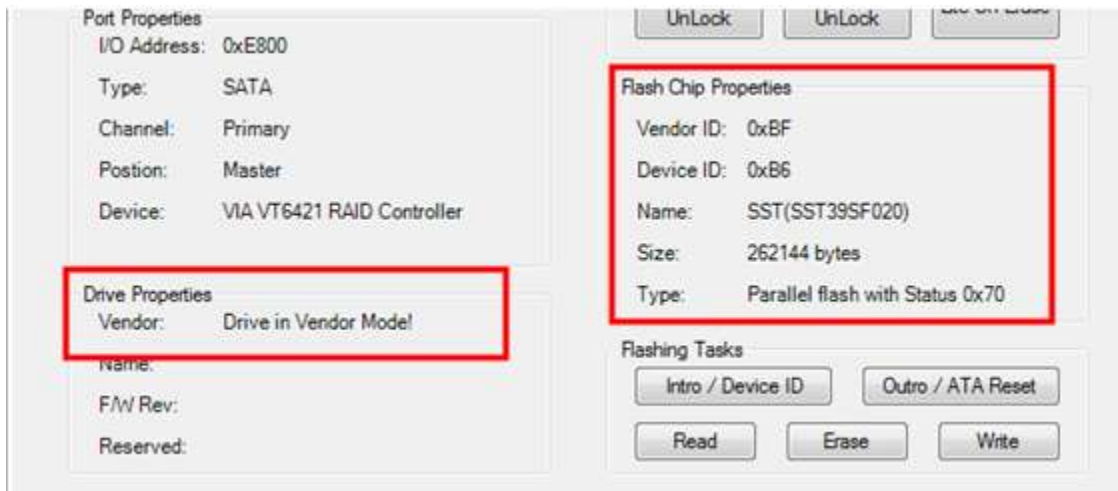 Port Properties
I/O Address: 0xE800
Type: SATA
Channel: Primary
Postion: Master
Device: VIA VT6421 RAID Controller
Drive Properties
Vendor: Drive in Vendor Mode!
Name:
F/W Rev:
Reserved:
UnLock UnLock
Flash Chip Properties
Vendor ID: 0xBF
Device ID: 0xB6
Name: SST(SST39SF020)
Size: 262144 bytes
Type: Parallel flash with Status 0x70
Flashing Tasks
Intro / Device ID Outro / ATA Reset
Read Erase Write